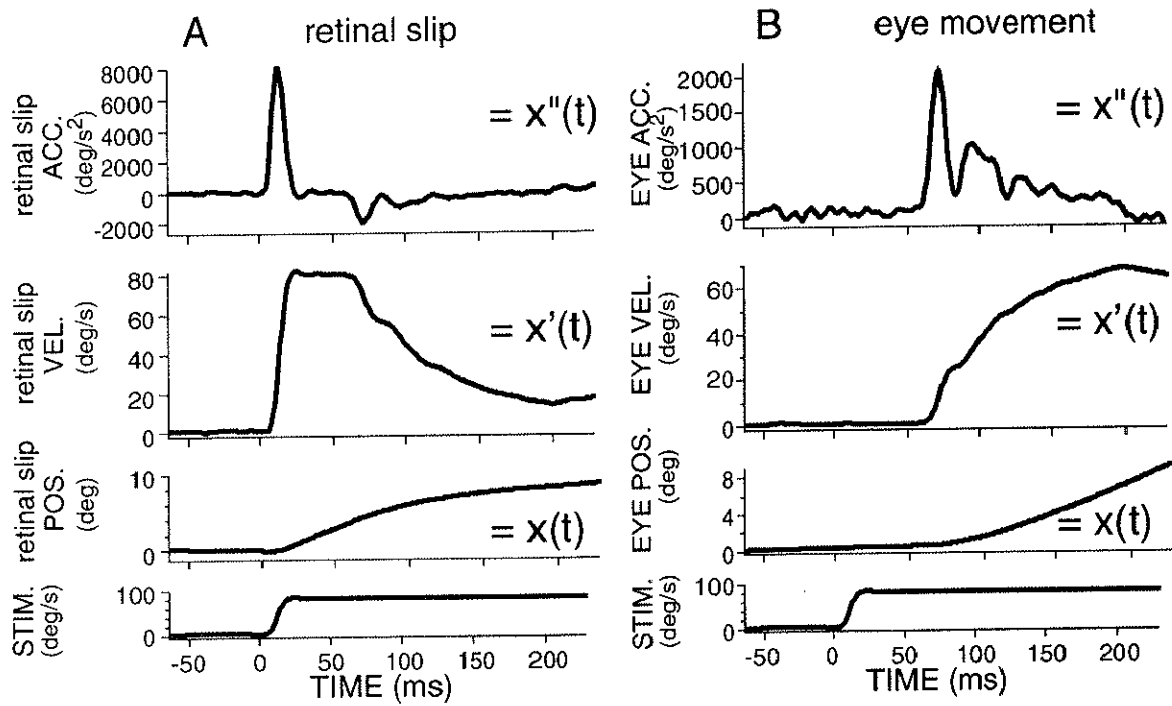 A retinal slip
retinal slip
ACC.
(deg/s²)
8000
6000
4000
2000
0
-2000
= x"(t)
retinal slip
VEL.
(deg/s)
80
60
40
20
0
= x'(t)
retinal slip
POS.
(deg)
10
0
= x(t)
STIM.
(deg/s)
100
0
-50 0 50 100 150 200
TIME (ms)
B eye movement
EYE ACC.
(deg/s²)
2000
1500
1000
500
0
= x"(t)
EYE VEL.
(deg/s)
60
40
20
0
= x'(t)
EYE POS.
(deg)
8
4
0
= x(t)
STIM.
(deg/s)
100
0
-50 0 50 100 150 200
TIME (ms)